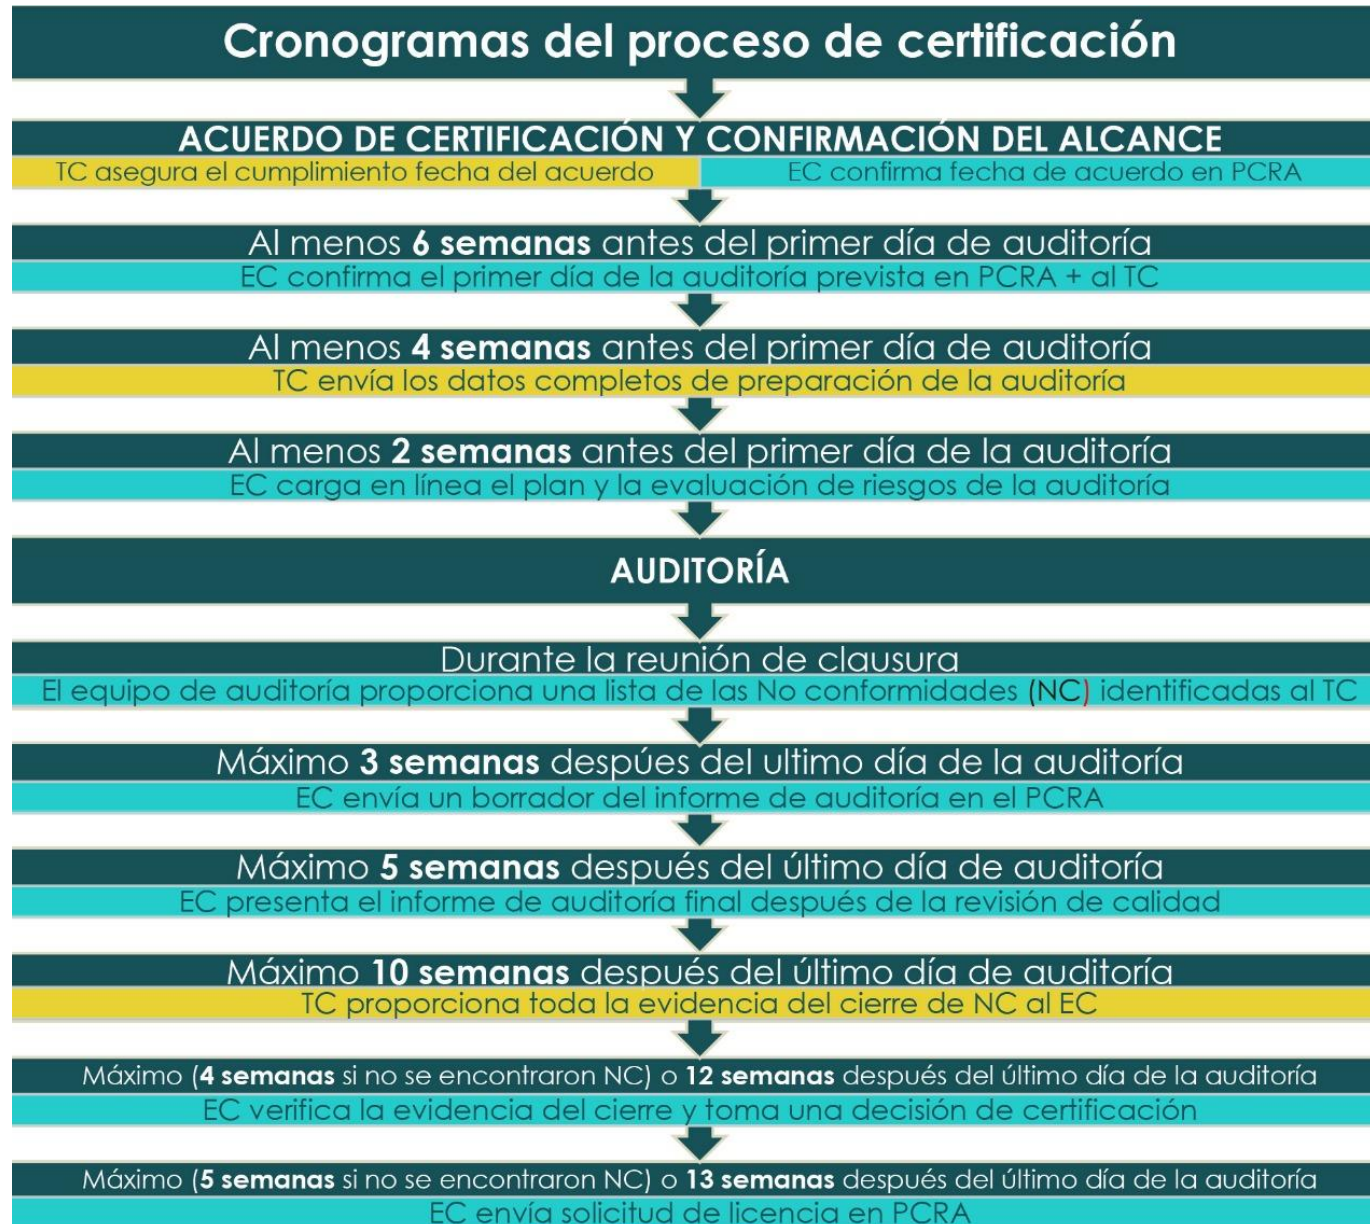 Cronogramas del proceso de certificación
ACUERDO DE CERTIFICACIÓN Y CONFIRMACIÓN DEL ALCANCE
TC asegura el cumplimiento fecha del acuerdo
EC confirma fecha de acuerdo en PCRA
Al menos 6 semanas antes del primer día de auditoría
EC confirma el primer día de la auditoría prevista en PCRA + al TC
Al menos 4 semanas antes del primer día de auditoría
TC envía los datos completos de preparación de la auditoría
Al menos 2 semanas antes del primer día de la auditoría
EC carga en línea el plan y la evaluación de riesgos de la auditoría
AUDITORÍA
Durante la reunión de clausura
El equipo de auditoría proporciona una lista de las No conformidades (NC) identificadas al TC
Máximo 3 semanas despúes del ultimo día de la auditoría
EC envía un borrador del informe de auditoría en el PCRA
Máximo 5 semanas después del último día de auditoría
EC presenta el informe de auditoría final después de la revisión de calidad
Máximo 10 semanas después del último día de auditoría
TC proporciona toda la evidencia del cierre de NC al EC
Máximo (4 semanas si no se encontraron NC) o 12 semanas después del último día de la auditoría
EC verifica la evidencia del cierre y toma una decisión de certificación
Máximo (5 semanas si no se encontraron NC) o 13 semanas después del último día de la auditoría
EC envía solicitud de licencia en PCRA